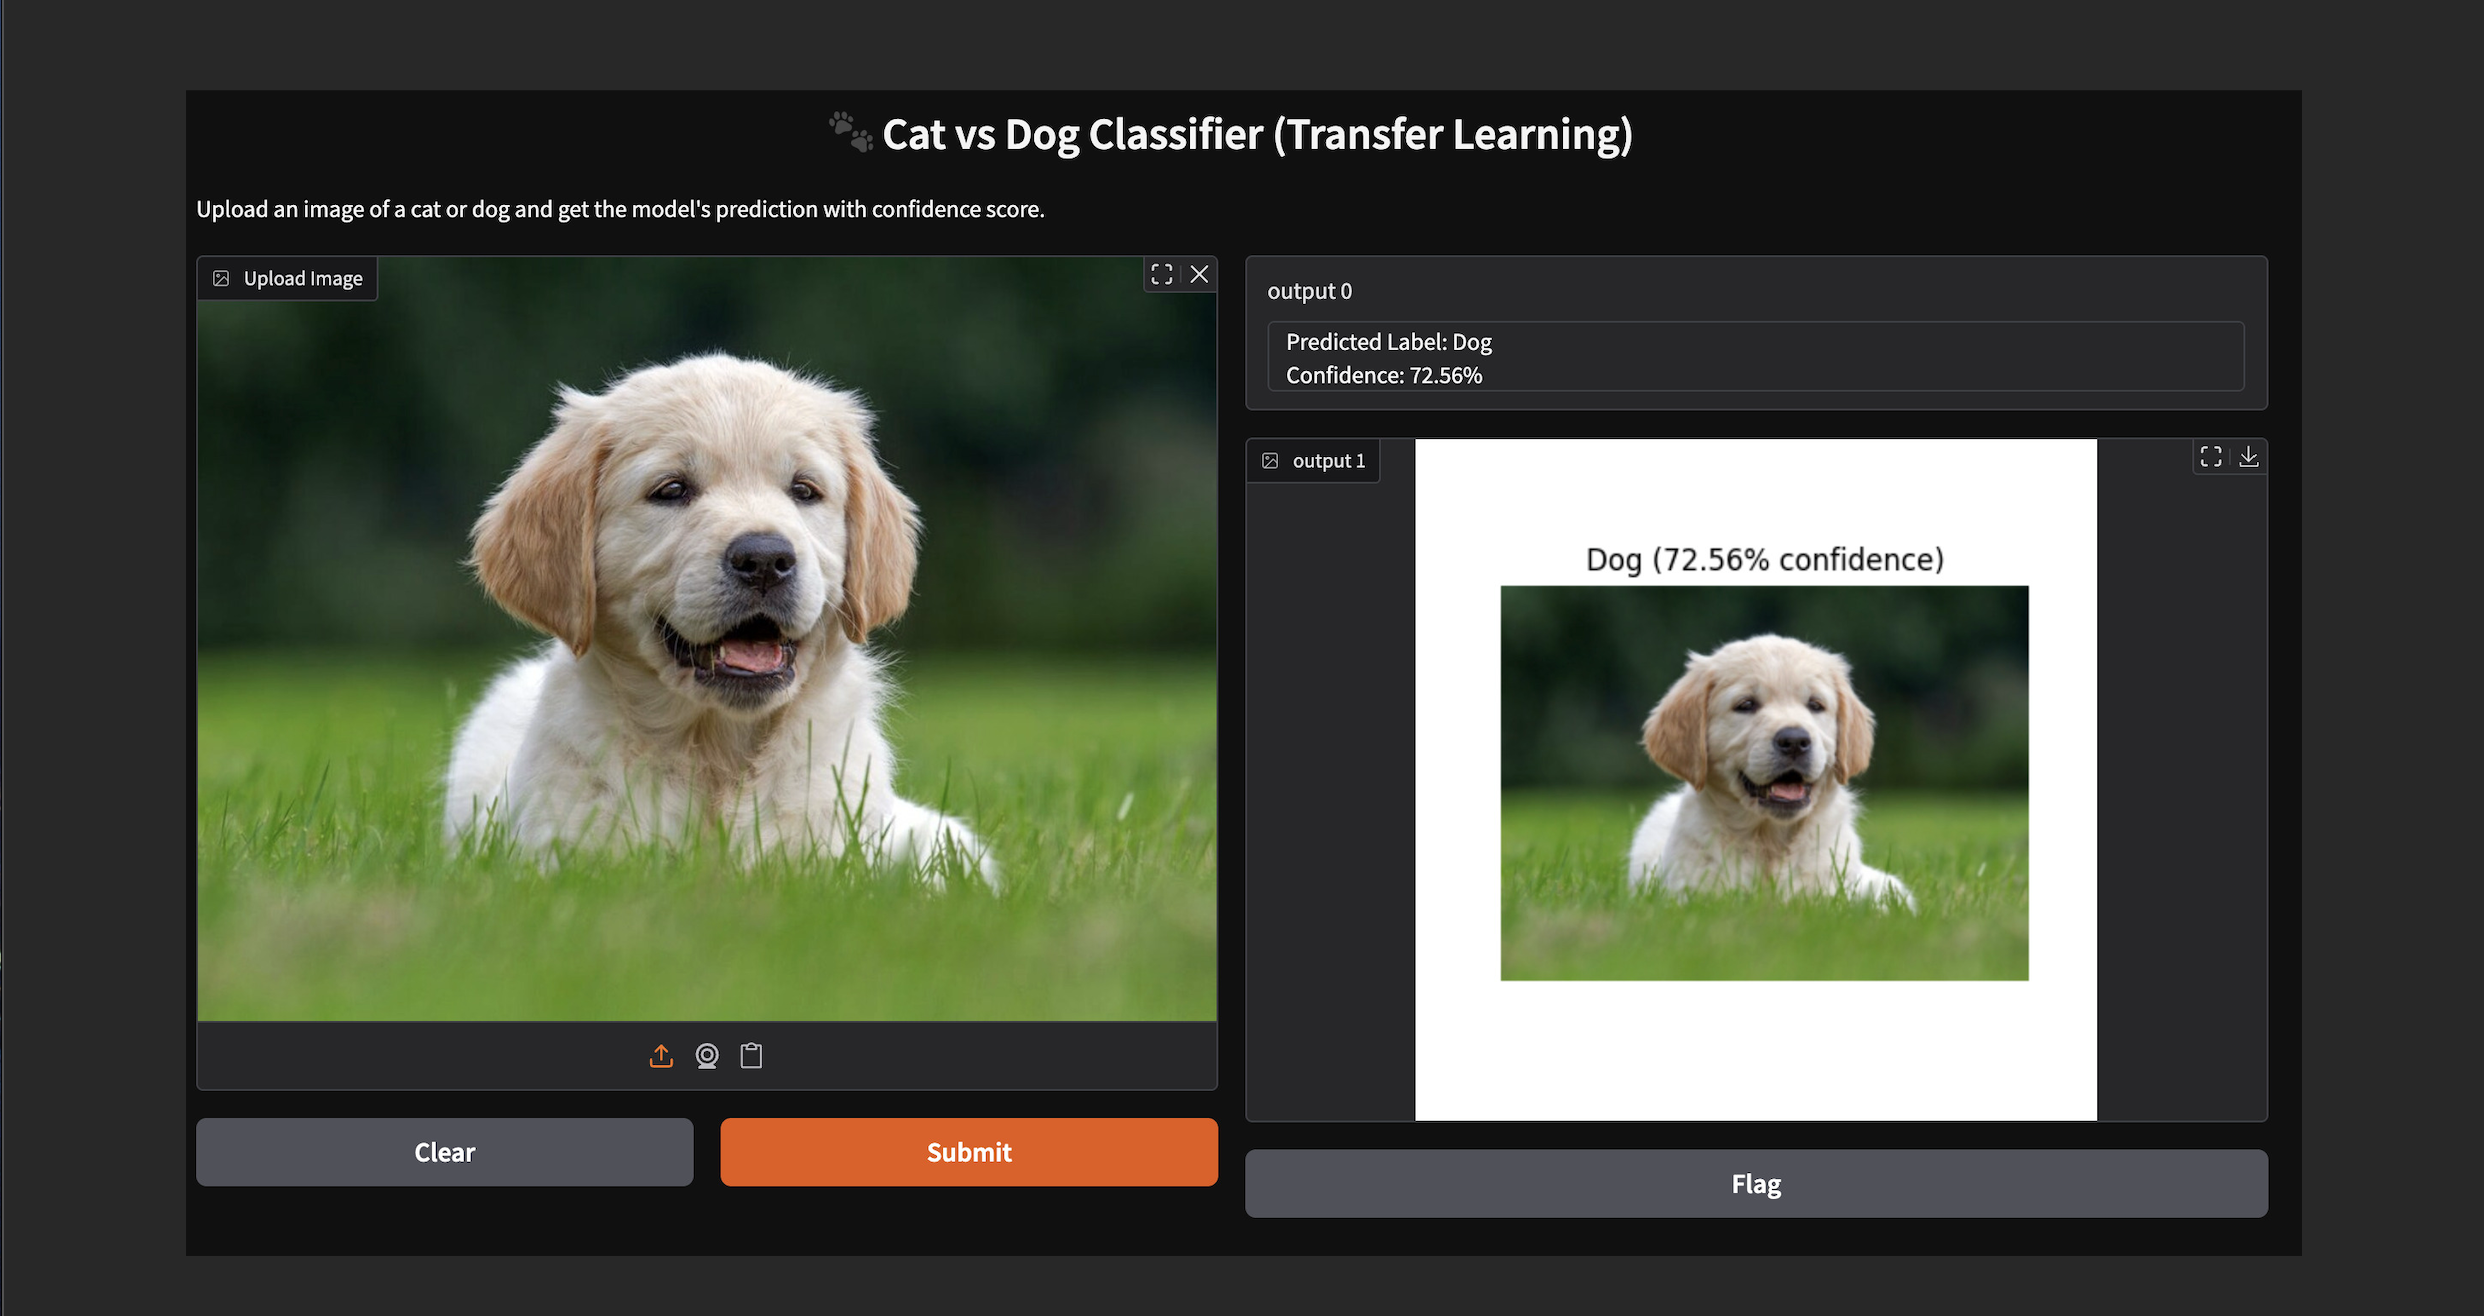 🐾 Cat vs Dog Classifier (Transfer Learning)
Upload an image of a cat or dog and get the model's prediction with confidence score.
Upload Image
output 0
Predicted Label: Dog
Confidence: 72.56%
output 1
Dog (72.56% confidence)
Clear
Submit
Flag